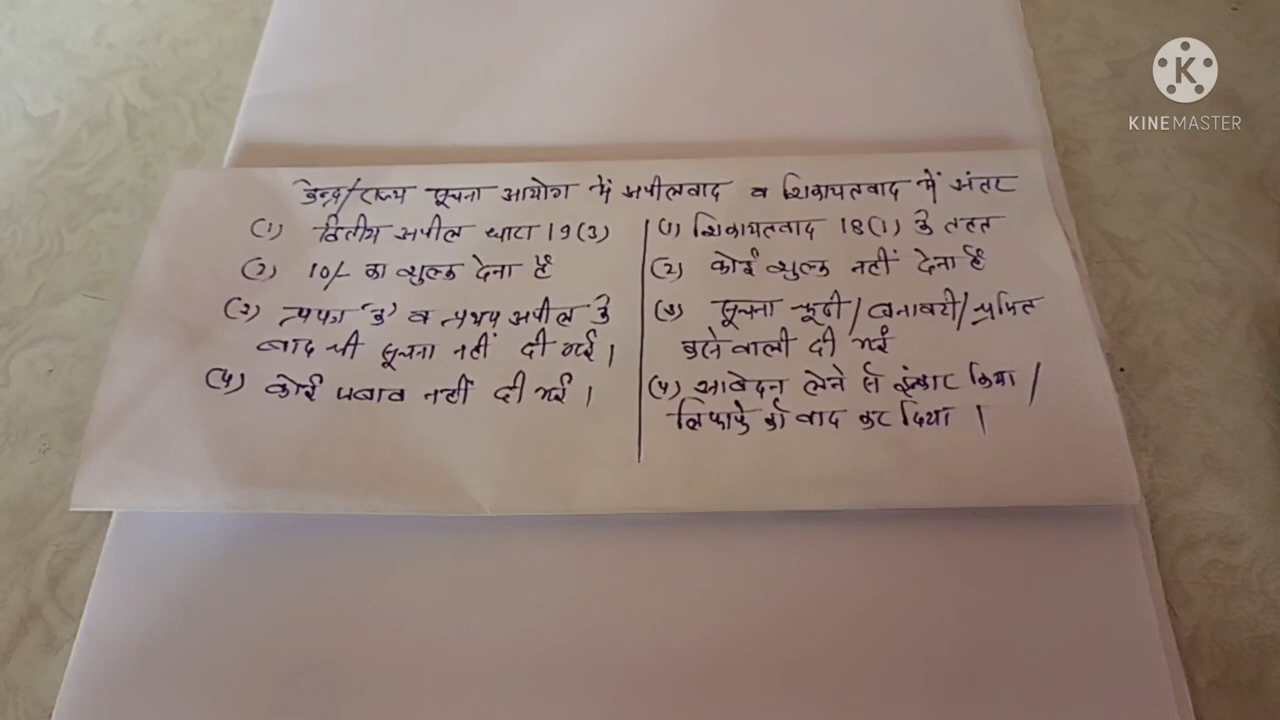 केन्द्र/राज्य सूचना आयोग में अपीलवाद व शिकायतवाद में अंतर
(1) द्वितीय अपील धारा 19(3)
(2) 10/- का शुल्क देना है
(3) प्रपत्र 'क' व प्रथम अपील के
बाद भी सूचना नहीं दी गई।
(4) कोई जबाव नहीं दी गई।
(1) शिकायतवाद 18(1) के तहत
(2) कोई शुल्क नहीं देना है
(3) सूचना झूठी/बनावटी/भ्रमित
करने वाली दी गई
(4) आवेदन लेने से इंकार किया/
लिफाफे को वाद कर दिया।
KINEMASTER